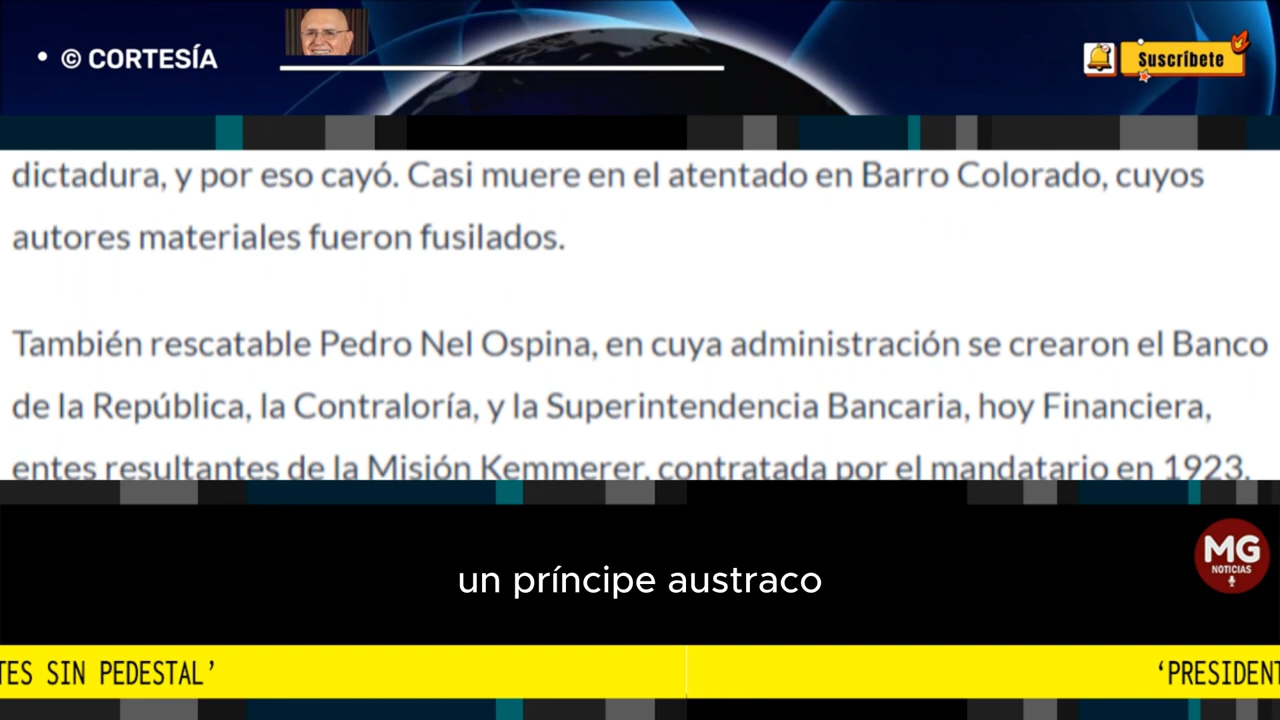 • © CORTESÍA
Suscríbete
dictadura, y por eso cayó. Casi muere en el atentado en Barro Colorado, cuyos
autores materiales fueron fusilados.
También rescatable Pedro Nel Ospina, en cuya administración se crearon el Banco
de la República, la Contraloría, y la Superintendencia Bancaria, hoy Financiera,
entes resultantes de la Misión Kemmerer, contratada por el mandatario en 1923.
MG
NOTICIAS
un príncipe austraco
TES SIN PEDESTAL’ ‘PRESIDENT